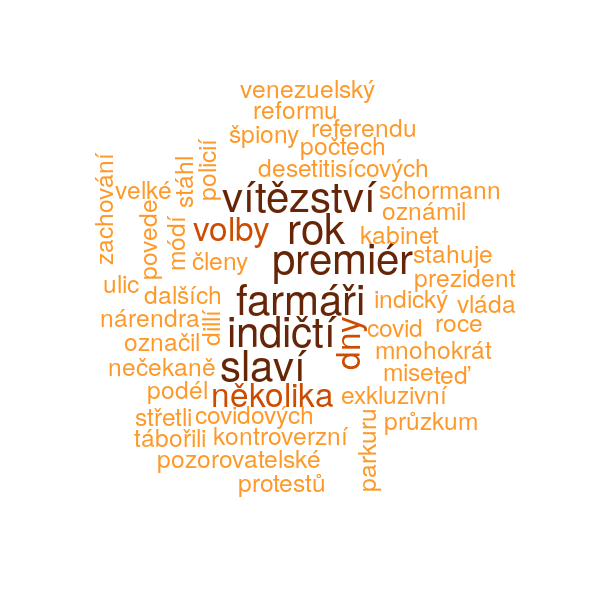 venezuelský
reformu
špiony referendu
počtech
desetitisícových
policií
stáhl
zachování
velké
povede
módí
vítězství
schormann
oznámil
volby rok kabinet
členy premiér stahuje
prezident
ulic dalších farmáři indický vláda
nárendra dillí indičtí dny covid roce
označil mnohokrát
nečekaně slaví mise teď
podél několika exkluzivní
střetli covidových průzkum
parkuru
tábořili kontroverzní
pozorovatelské
protestů